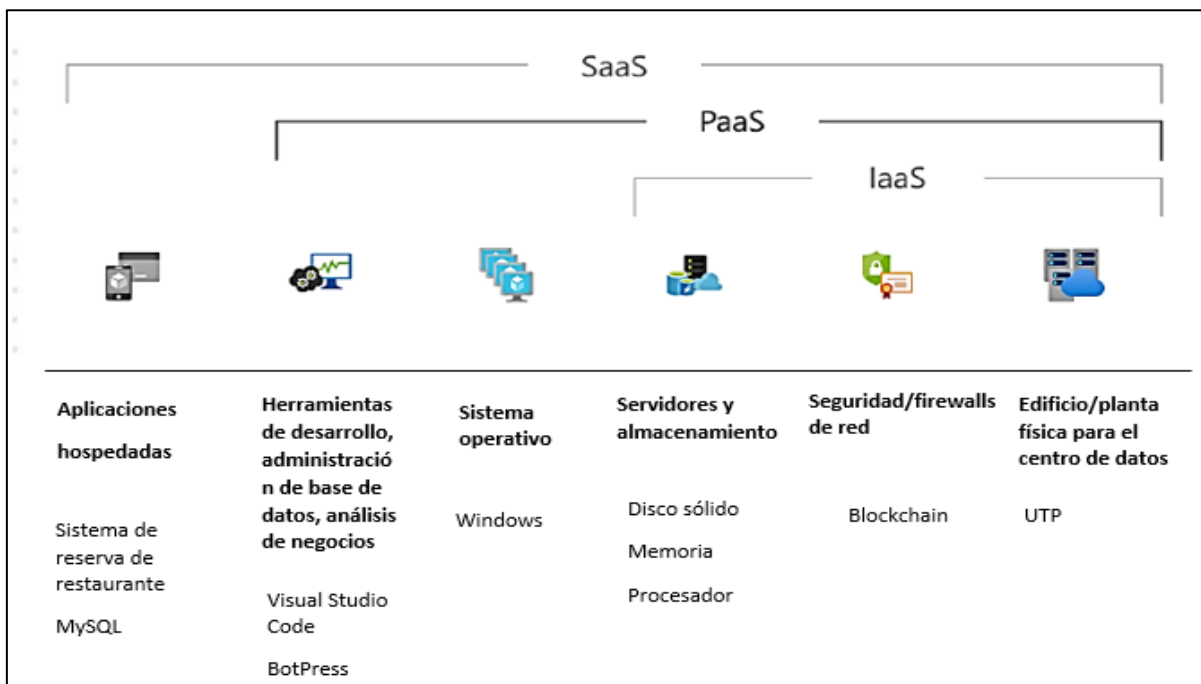 SaaS
PaaS
IaaS
Aplicaciones
hospedadas
Sistema de
reserva de
restaurante
MySQL
Herramientas
de desarrollo,
administració
n de base de
datos, análisis
de negocios
Visual Studio
Code
BotPress
Sistema
operativo
Windows
Servidores y
almacenamiento
Disco sólido
Memoria
Procesador
Seguridad/firewalls
de red
Blockchain
Edificio/planta
física para el
centro de datos
UTP